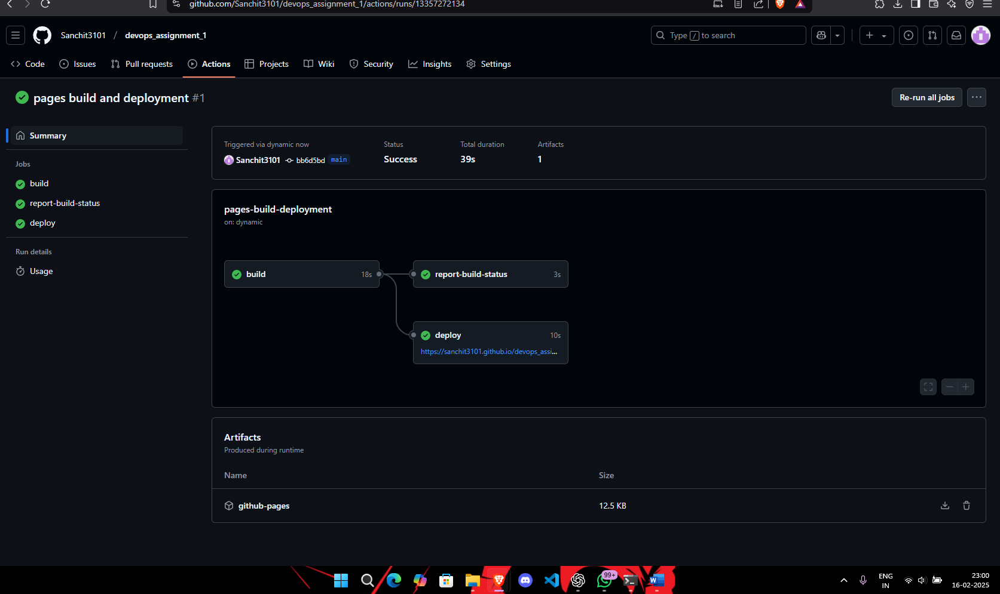 github.com/Sanchit3101/devops_assignment_1/actions/runs/13357272134
Sanchit3101 / devops_assignment_1
Type / to search
Code Issues Pull requests Actions Projects Wiki Security Insights Settings
pages build and deployment #1
Re-run all jobs
Summary
Jobs
build
report-build-status
deploy
Run details
Usage
Triggered via dynamic now
Sanchit3101 bb6d5bd main
Status
Success
Total duration
39s
Artifacts
1
pages-build-deployment
on: dynamic
build 18s
report-build-status 3s
deploy 10s
https://sanchit3101.github.io/devops_assi...
Artifacts
Produced during runtime
Name Size
github-pages 12.5 KB
99+
W
ENG
IN
23:00
16-02-2025